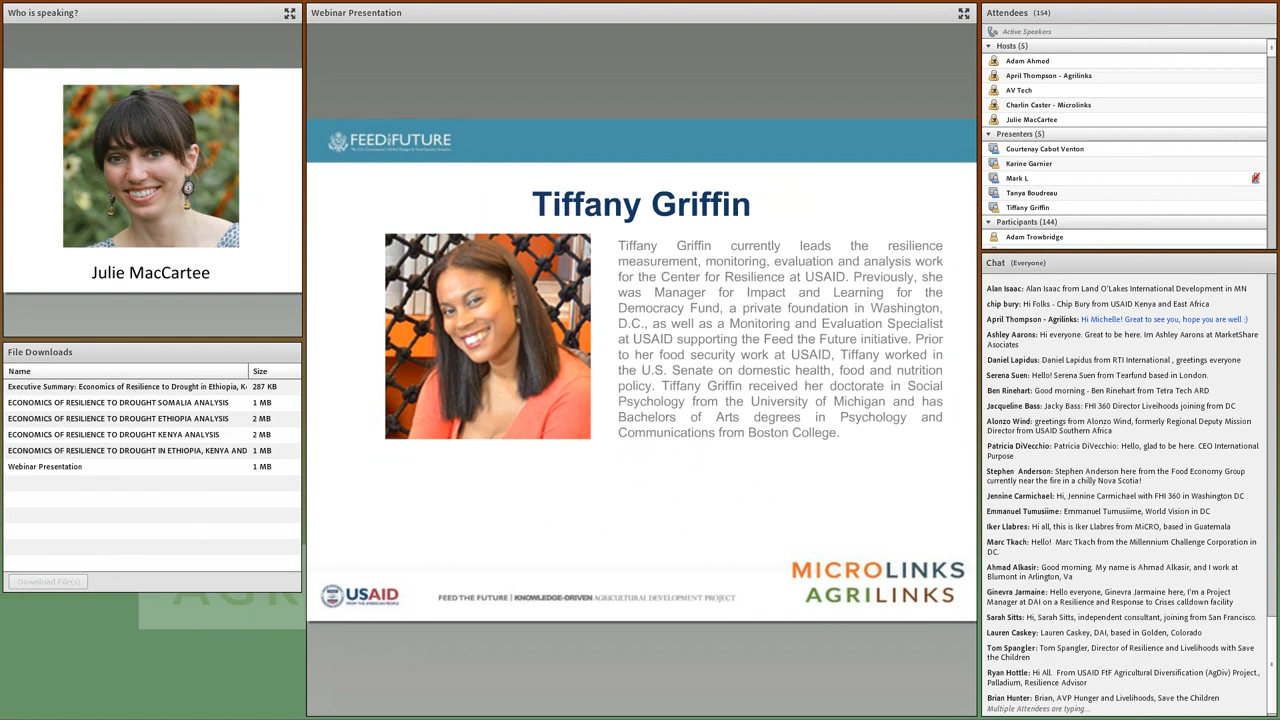 Who is speaking?
Julie MacCartee
File Downloads
Name Size
Executive Summary: Economics of Resilience to Drought in Ethiopia, Ke 287 KB
ECONOMICS OF RESILIENCE TO DROUGHT SOMALIA ANALYSIS 1 MB
ECONOMICS OF RESILIENCE TO DROUGHT ETHIOPIA ANALYSIS 2 MB
ECONOMICS OF RESILIENCE TO DROUGHT KENYA ANALYSIS 2 MB
ECONOMICS OF RESILIENCE TO DROUGHT IN ETHIOPIA, KENYA AND 1 MB
Webinar Presentation 1 MB
Download File(s)
Webinar Presentation
FEED THE FUTURE
Tiffany Griffin
Tiffany Griffin currently leads the resilience
measurement, monitoring, evaluation and analysis work
for the Center for Resilience at USAID. Previously, she
was Manager for Impact and Learning for the
Democracy Fund, a private foundation in Washington,
D.C., as well as a Monitoring and Evaluation Specialist
at USAID supporting the Feed the Future initiative. Prior
to her food security work at USAID, Tiffany worked in
the U.S. Senate on domestic health, food and nutrition
policy. Tiffany Griffin received her doctorate in Social
Psychology from the University of Michigan and has
Bachelors of Arts degrees in Psychology and
Communications from Boston College.
USAID
FROM THE AMERICAN PEOPLE
FEED THE FUTURE | KNOWLEDGE-DRIVEN AGRICULTURAL DEVELOPMENT PROJECT
MICROLINKS
AGRILINKS
Attendees (154)
Active Speakers
Hosts (5)
Adam Ahmed
April Thompson - Agrilinks
AV Tech
Charlin Caster - Microlinks
Julie MacCartee
Presenters (5)
Courtenay Cabot Venton
Karine Garnier
Mark L
Tanya Boudreau
Tiffany Griffin
Participants (144)
Adam Trowbridge
Chat (Everyone)
Alan Isaac: Alan Isaac from Land O'Lakes International Development in MN
chip bury: Hi Folks - Chip Bury from USAID Kenya and East Africa
April Thompson - Agrilinks: Hi Michelle! Great to see you, hope you are well :)
Ashley Aarons: Hi everyone. Great to be here. Im Ashley Aarons at MarketShare
Asociates
Daniel Lapidus: Daniel Lapidus from RTI International , greetings everyone
Serena Suen: Hello! Serena Suen from Tearfund based in London.
Ben Rinehart: Good morning - Ben Rinehart from Tetra Tech ARD
Jacqueline Bass: Jacky Bass: FHI 360 Director Liveihoods joining from DC
Alonzo Wind: greetings from Alonzo Wind, formerly Regional Deputy Mission
Director from USAID Southern Africa
Patricia DiVecchio: Patricia DiVecchio: Hello, glad to be here. CEO International
Purpose
Stephen Anderson: Stephen Anderson here from the Food Economy Group
currently near the fire in a chilly Nova Scotia!
Jennine Carmichael: Hi, Jennine Carmichael with FHI 360 in Washington DC
Emmanuel Tumusiime: Emmanuel Tumusiime, World Vision in DC
Iker Llabres: Hi all, this is Iker Llabres from MiCRO, based in Guatemala
Marc Tkach: Hello! Marc Tkach from the Millennium Challenge Corporation in
DC.
Ahmad Alkasir: Good morning. My name is Ahmad Alkasir, and I work at
Blumont in Arlington, Va
Ginevra Jarmaine: Hello everyone, Ginevra Jarmaine here, I'm a Project
Manager at DAI on a Resilience and Response to Crises calldown facility
Sarah Sitts: Hi, Sarah Sitts, independent consultant, joining from San Francisco.
Lauren Caskey: Lauren Caskey, DAI, based in Golden, Colorado
Tom Spangler: Tom Spangler, Director of Resilience and Livelihoods with Save
the Children
Ryan Hottle: Hi All. From USAID FtF Agricultural Diversification (AgDiv) Project.,
Palladium, Resilience Advisor
Brian Hunter: Brian, AVP Hunger and Livelihoods, Save the Children
Multiple Attendees are typing...